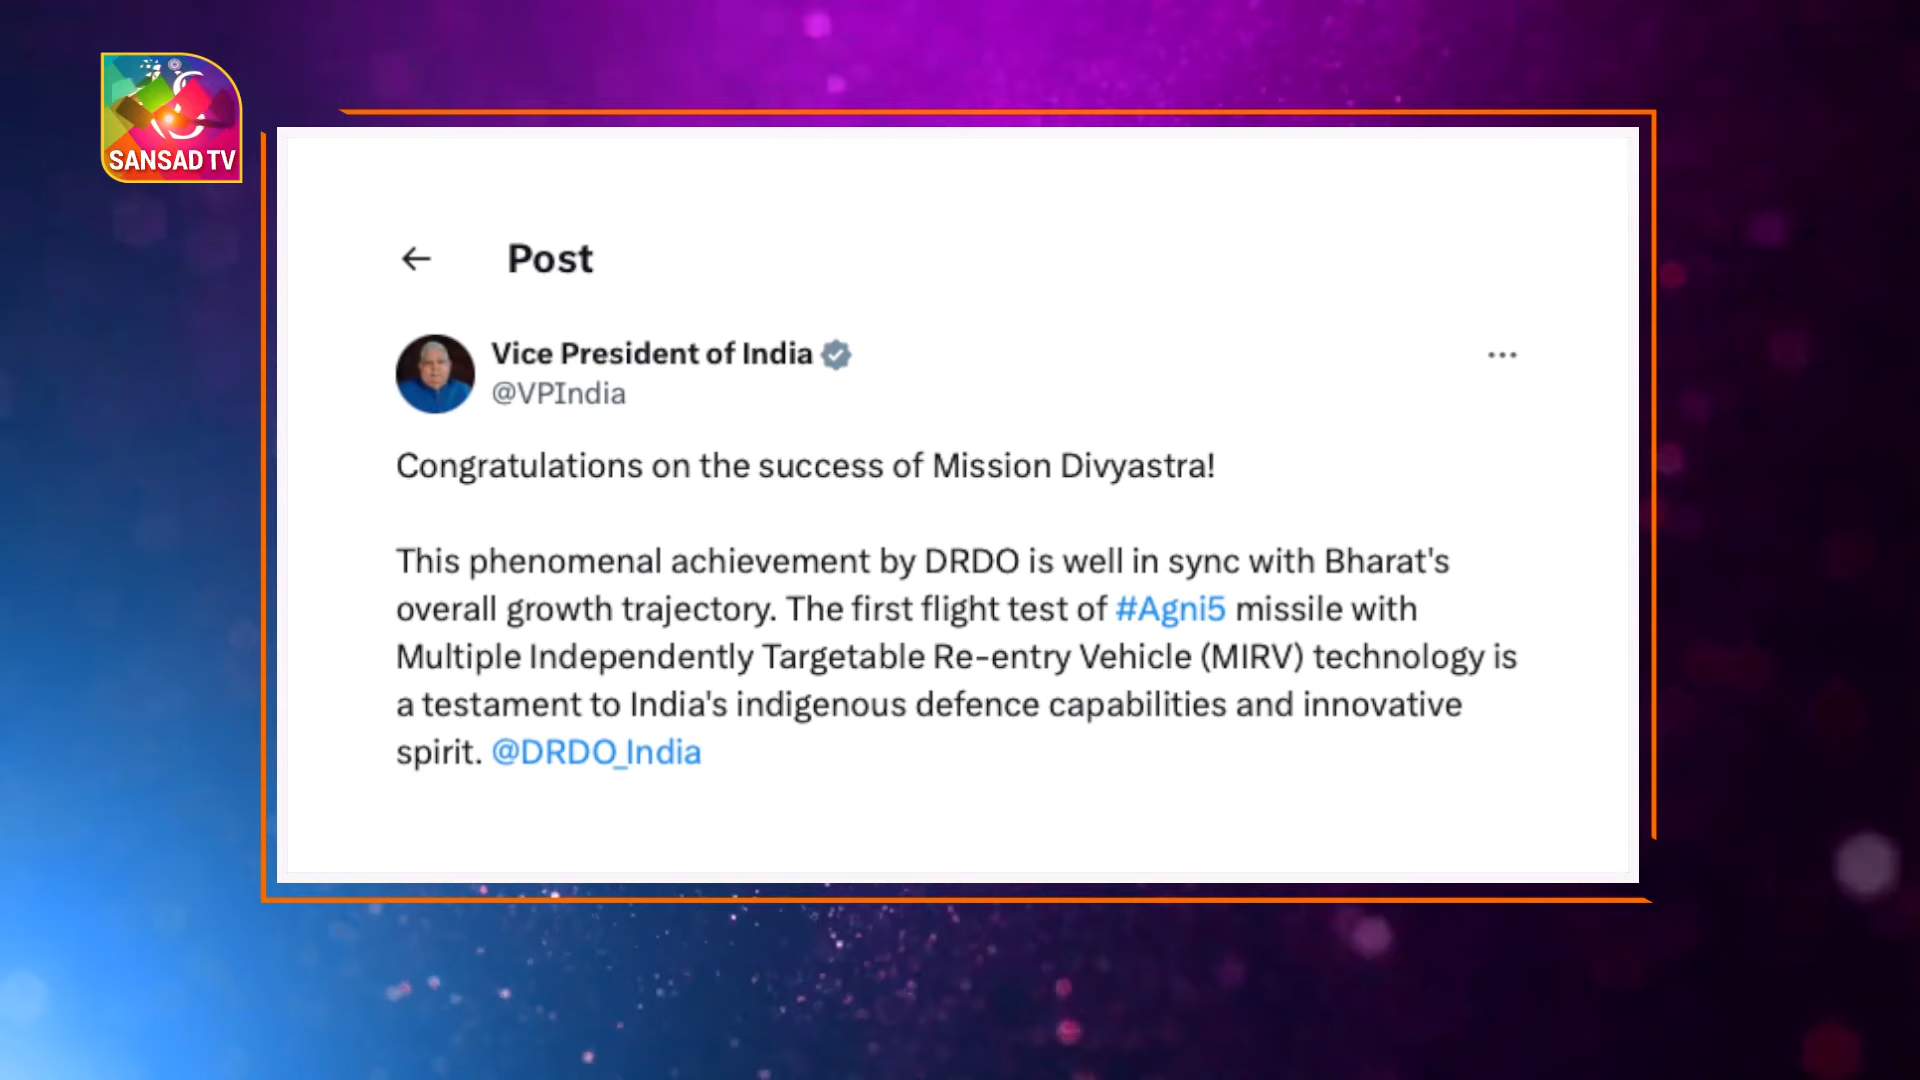 SANSAD TV
Post
Vice President of India
@VPIndia
Congratulations on the success of Mission Divyastra!
This phenomenal achievement by DRDO is well in sync with Bharat's
overall growth trajectory. The first flight test of #Agni5 missile with
Multiple Independently Targetable Re-entry Vehicle (MIRV) technology is
a testament to India's indigenous defence capabilities and innovative
spirit. @DRDO_India